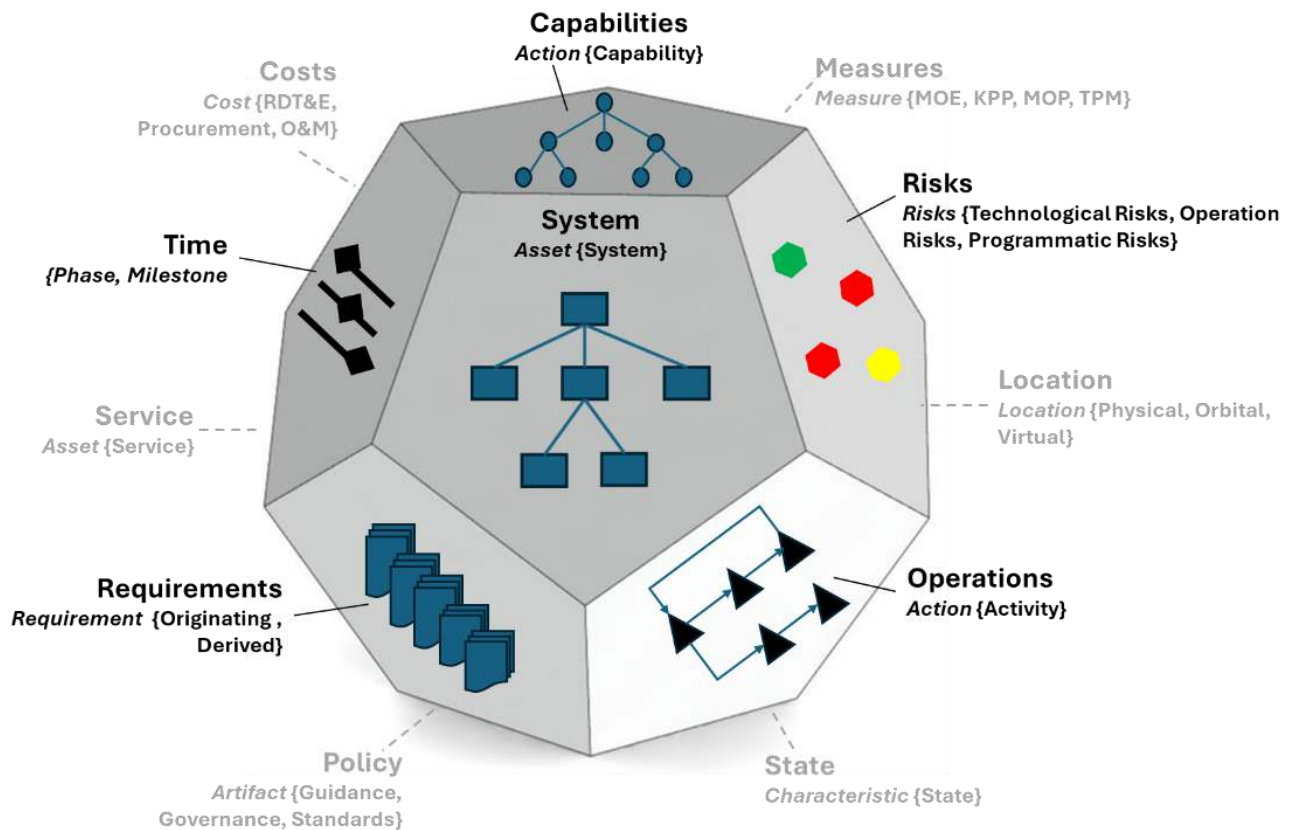 Capabilities
Action {Capability}
Costs
Cost {RDT&E,
Procurement, O&M}
Measures
Measure {MOE, KPP, MOP, TPM}
Risks
Risks {Technological Risks, Operation
Risks, Programmatic Risks}
System
Asset {System}
Time
{Phase, Milestone
Location
Location {Physical, Orbital,
Virtual}
Service
Asset {Service}
Requirements
Requirement {Originating ,
Derived}
Operations
Action {Activity}
Policy
Artifact {Guidance,
Governance, Standards}
State
Characteristic {State}